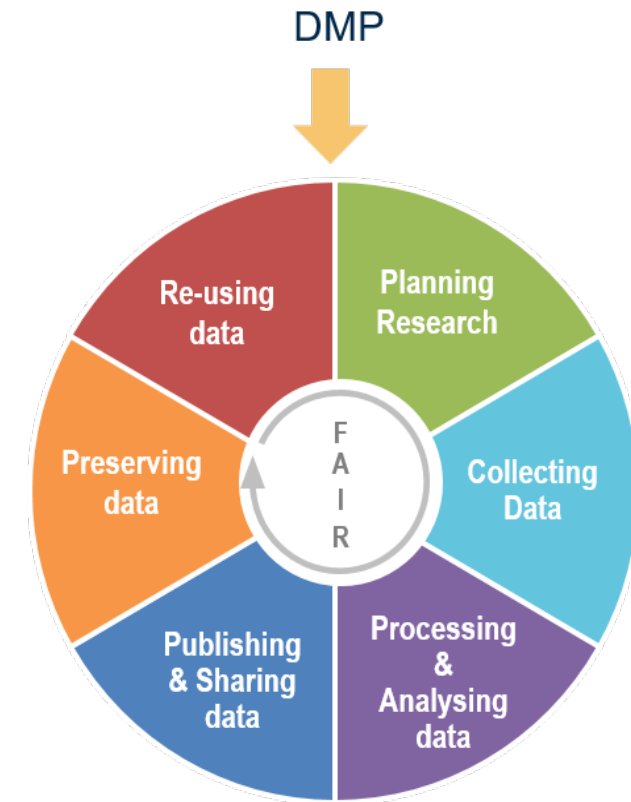 DMP
Planning
Research
Collecting
Data
Processing
&
Analysing
data
Publishing
& Sharing
data
Preserving
data
Re-using
data
F
A
I
R